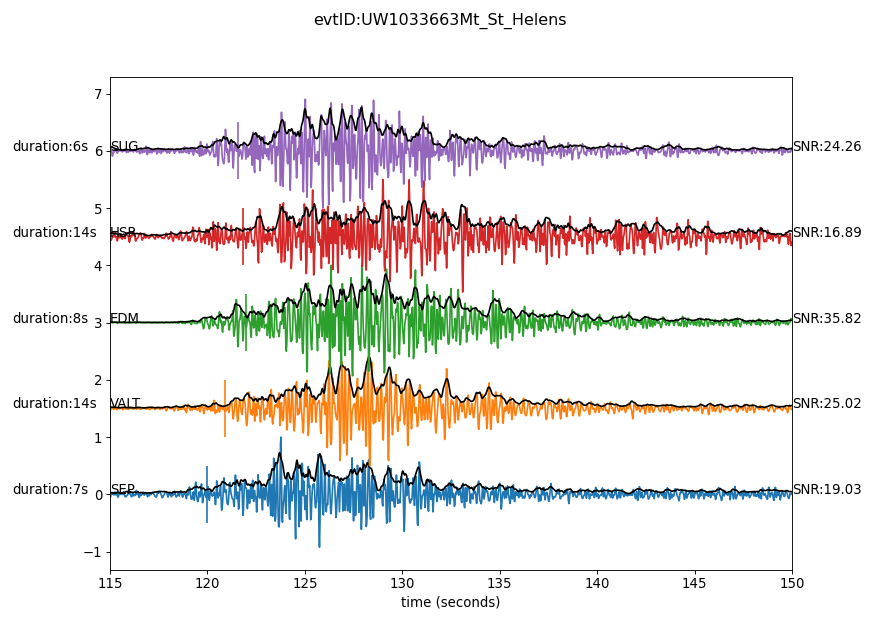 evtID:UW1033663Mt_St_Helens
7
duration:6s SUG 6 SNR:24.26
5
duration:14s HSR SNR:16.89
4
duration:8s EDM 3 SNR:35.82
2
duration:14s VALT SNR:25.02
1
duration:7s SEP 0 SNR:19.03
−1
115 120 125 130 135 140 145 150
time (seconds)